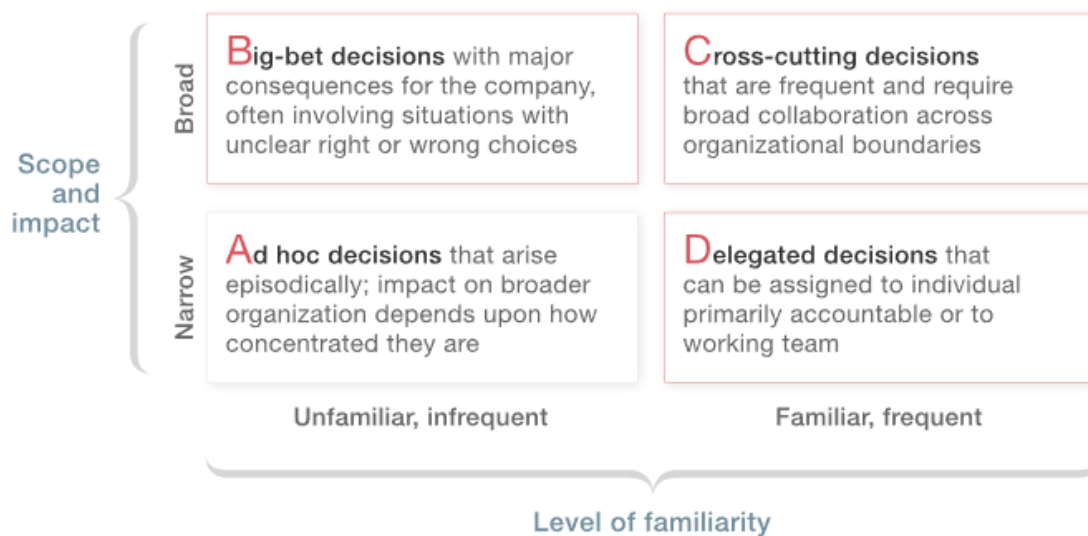 Scope
and
impact
Broad
Big-bet decisions with major
consequences for the company,
often involving situations with
unclear right or wrong choices
Cross-cutting decisions
that are frequent and require
broad collaboration across
organizational boundaries
Narrow
Ad hoc decisions that arise
episodically; impact on broader
organization depends upon how
concentrated they are
Delegated decisions that
can be assigned to individual
primarily accountable or to
working team
Unfamiliar, infrequent
Familiar, frequent
Level of familiarity